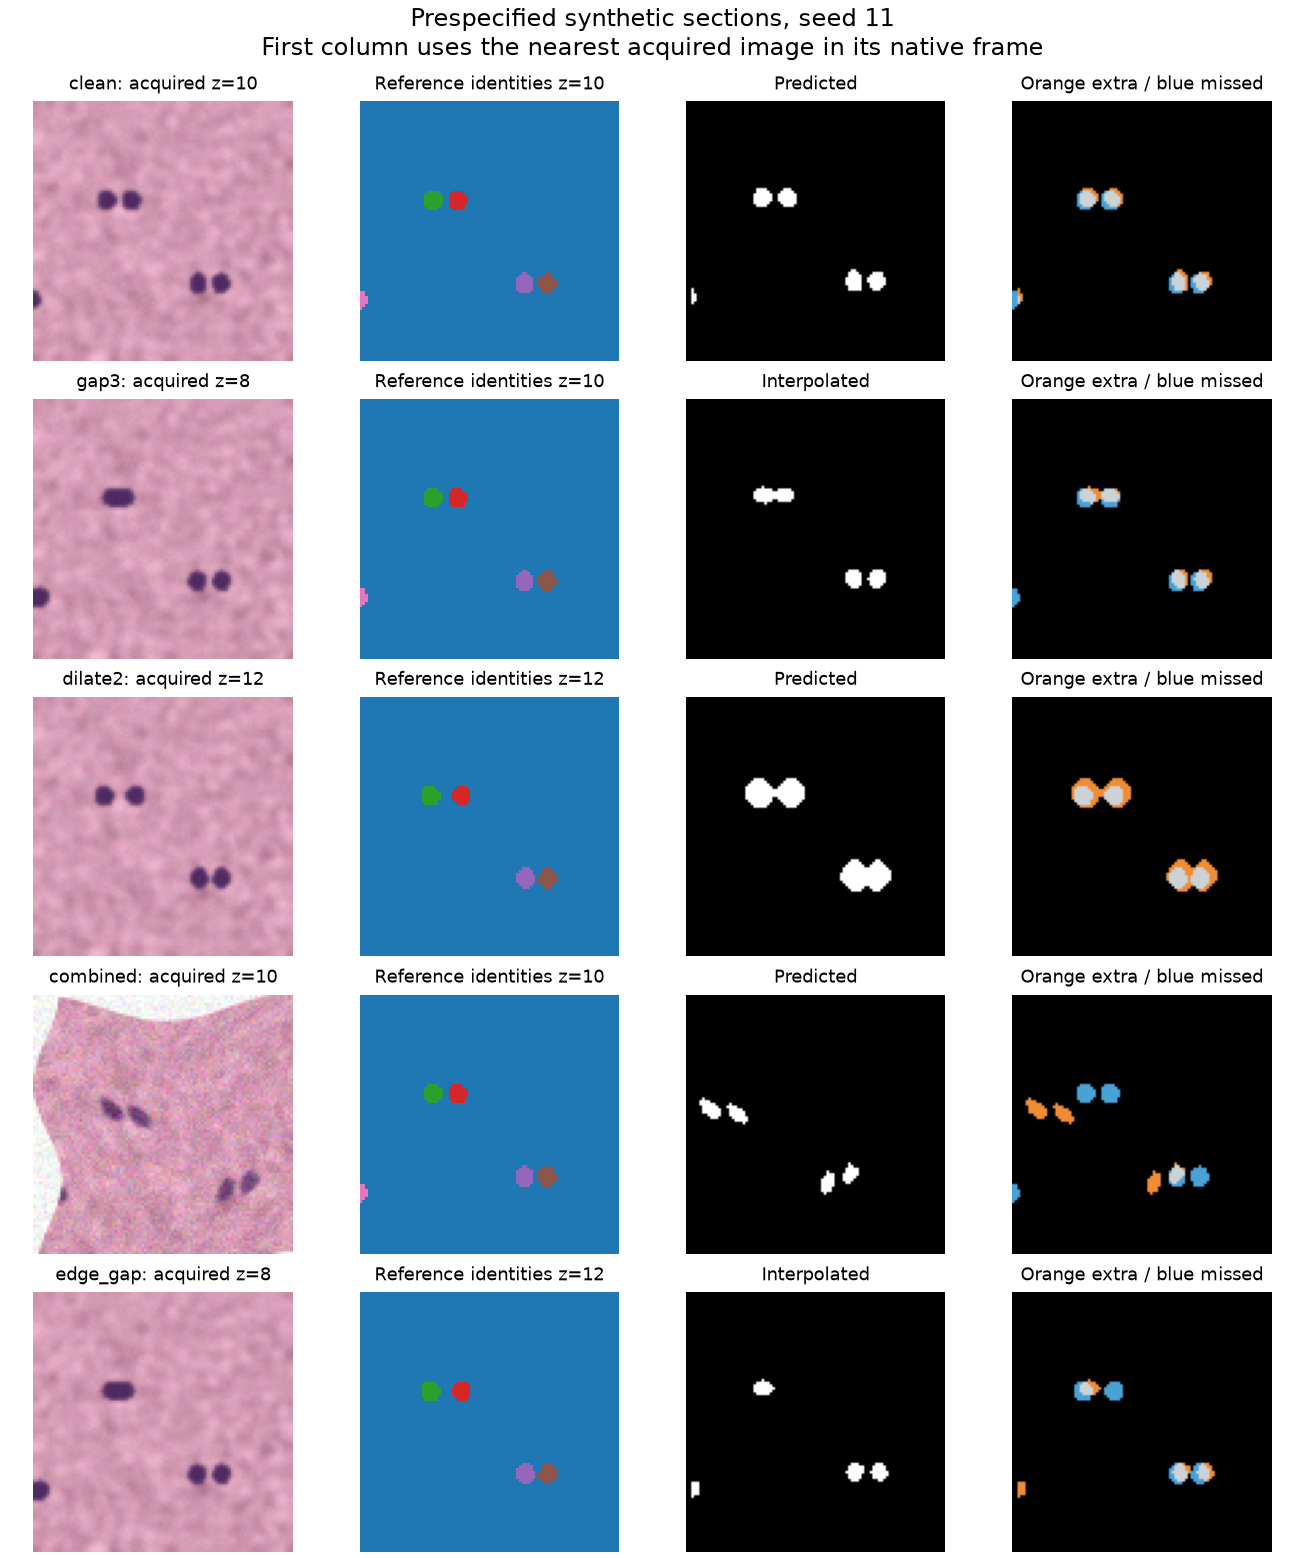 Prespecified synthetic sections, seed 11
First column uses the nearest acquired image in its native frame
clean: acquired z=10
Reference identities z=10
Predicted
Orange extra / blue missed
gap3: acquired z=8
Reference identities z=10
Interpolated
Orange extra / blue missed
dilate2: acquired z=12
Reference identities z=12
Predicted
Orange extra / blue missed
combined: acquired z=10
Reference identities z=10
Predicted
Orange extra / blue missed
edge_gap: acquired z=8
Reference identities z=12
Interpolated
Orange extra / blue missed